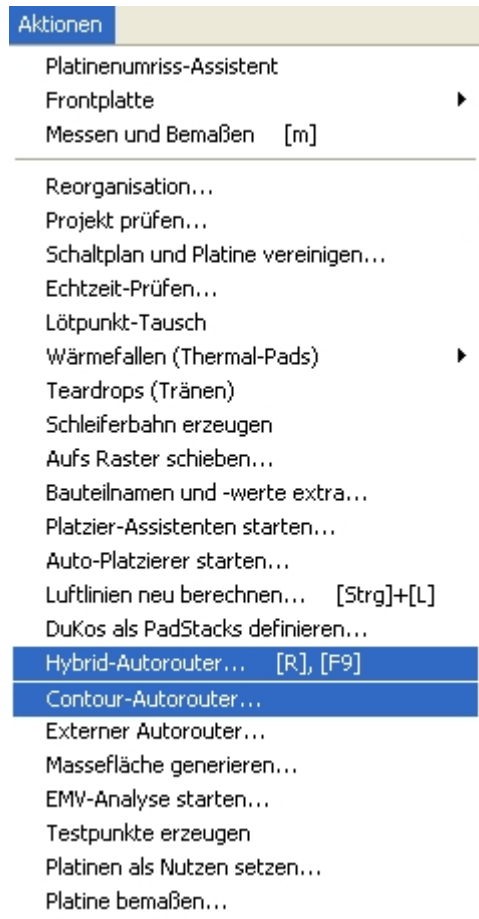 Aktionen
Platinenumriss-Assistent
Frontplatte
Messen und Bemaßen [m]
Reorganisation...
Projekt prüfen...
Schaltplan und Platine vereinigen...
Echtzeit-Prüfen...
Lötpunkt-Tausch
Wärmefallen (Thermal-Pads)
Teardrops (Tränen)
Schleiferbahn erzeugen
Aufs Raster schieben...
Bauteilnamen und -werte extra...
Platzier-Assistenten starten...
Auto-Platzierer starten...
Luftlinien neu berechnen... [Strg]+[L]
DuKos als PadStacks definieren...
Hybrid-Autorouter... [R], [F9]
Contour-Autorouter...
Externer Autorouter...
Massefläche generieren...
EMV-Analyse starten...
Testpunkte erzeugen
Platinen als Nutzen setzen...
Platine bemaßen...